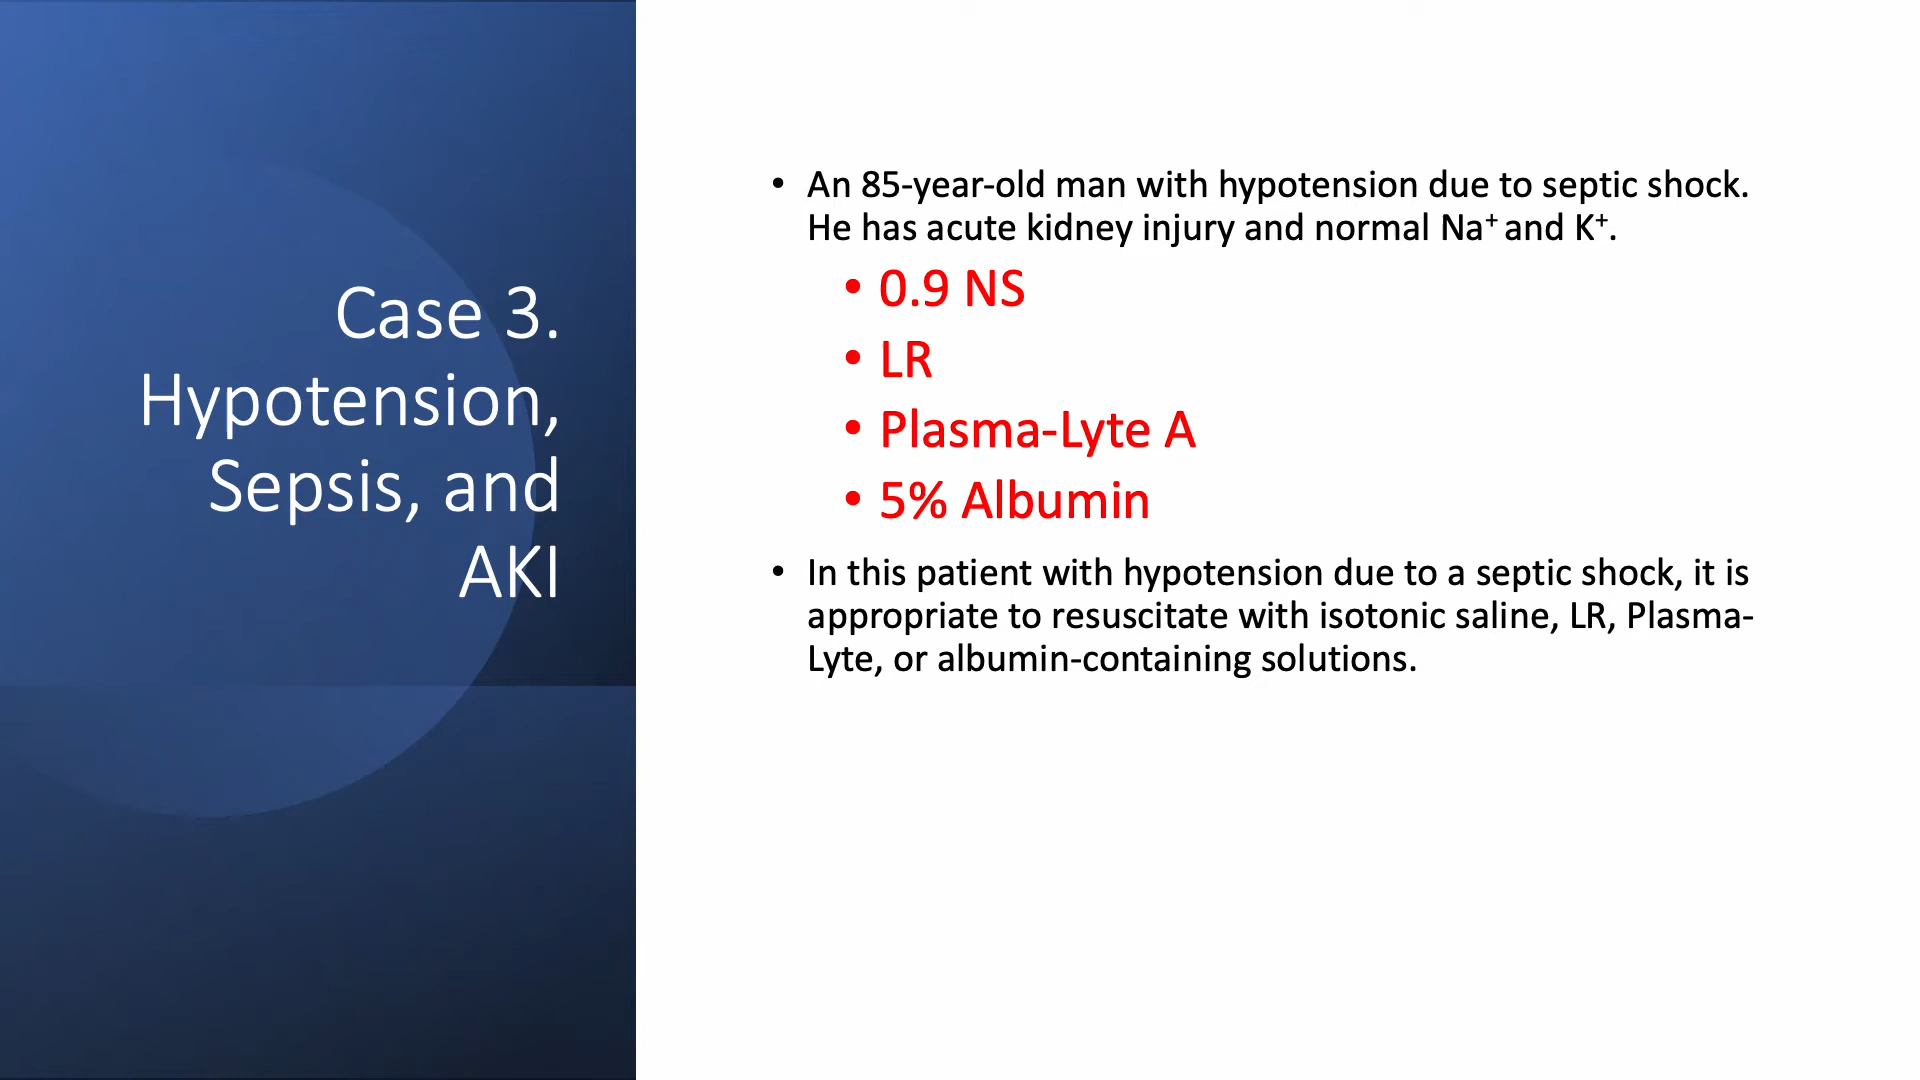 Case 3.
Hypotension,
Sepsis, and
AKI
• An 85-year-old man with hypotension due to septic shock.
He has acute kidney injury and normal Na⁺ and K⁺.
• 0.9 NS
• LR
• Plasma-Lyte A
• 5% Albumin
• In this patient with hypotension due to a septic shock, it is
appropriate to resuscitate with isotonic saline, LR, Plasma-
Lyte, or albumin-containing solutions.